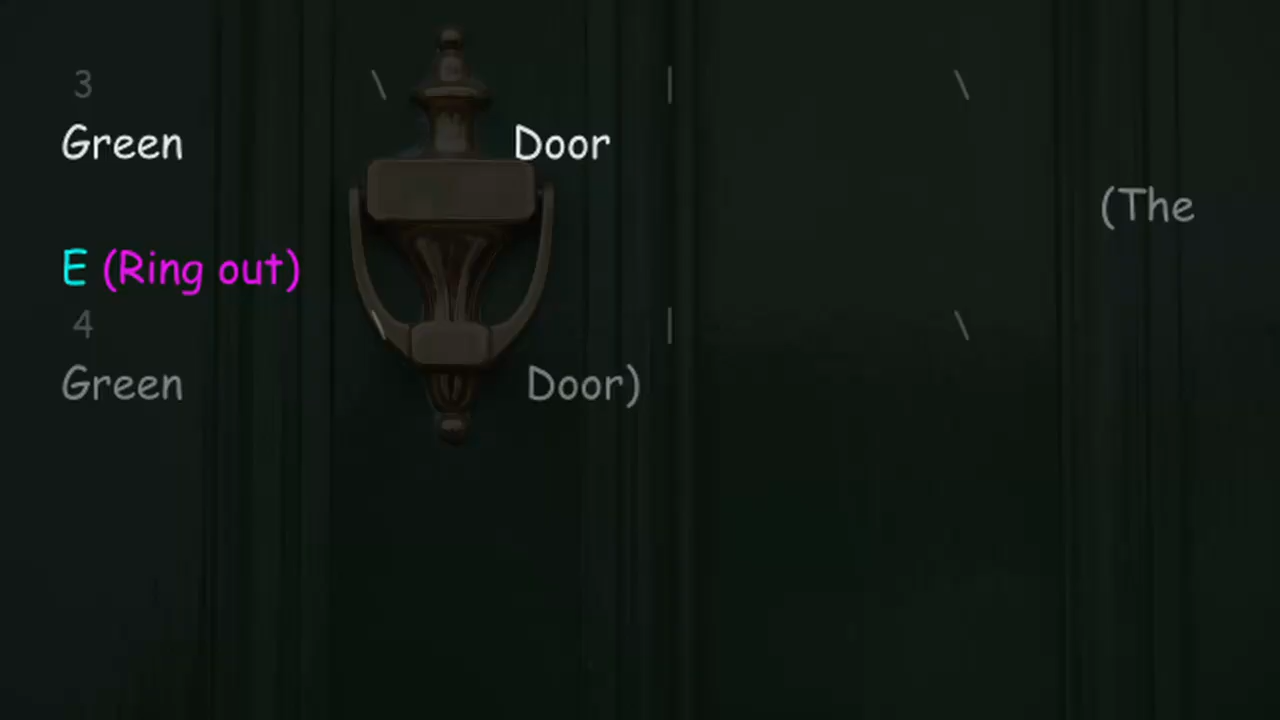 3 \ | \
Green Door
(The
E (Ring out)
4 \ | \
Green Door)